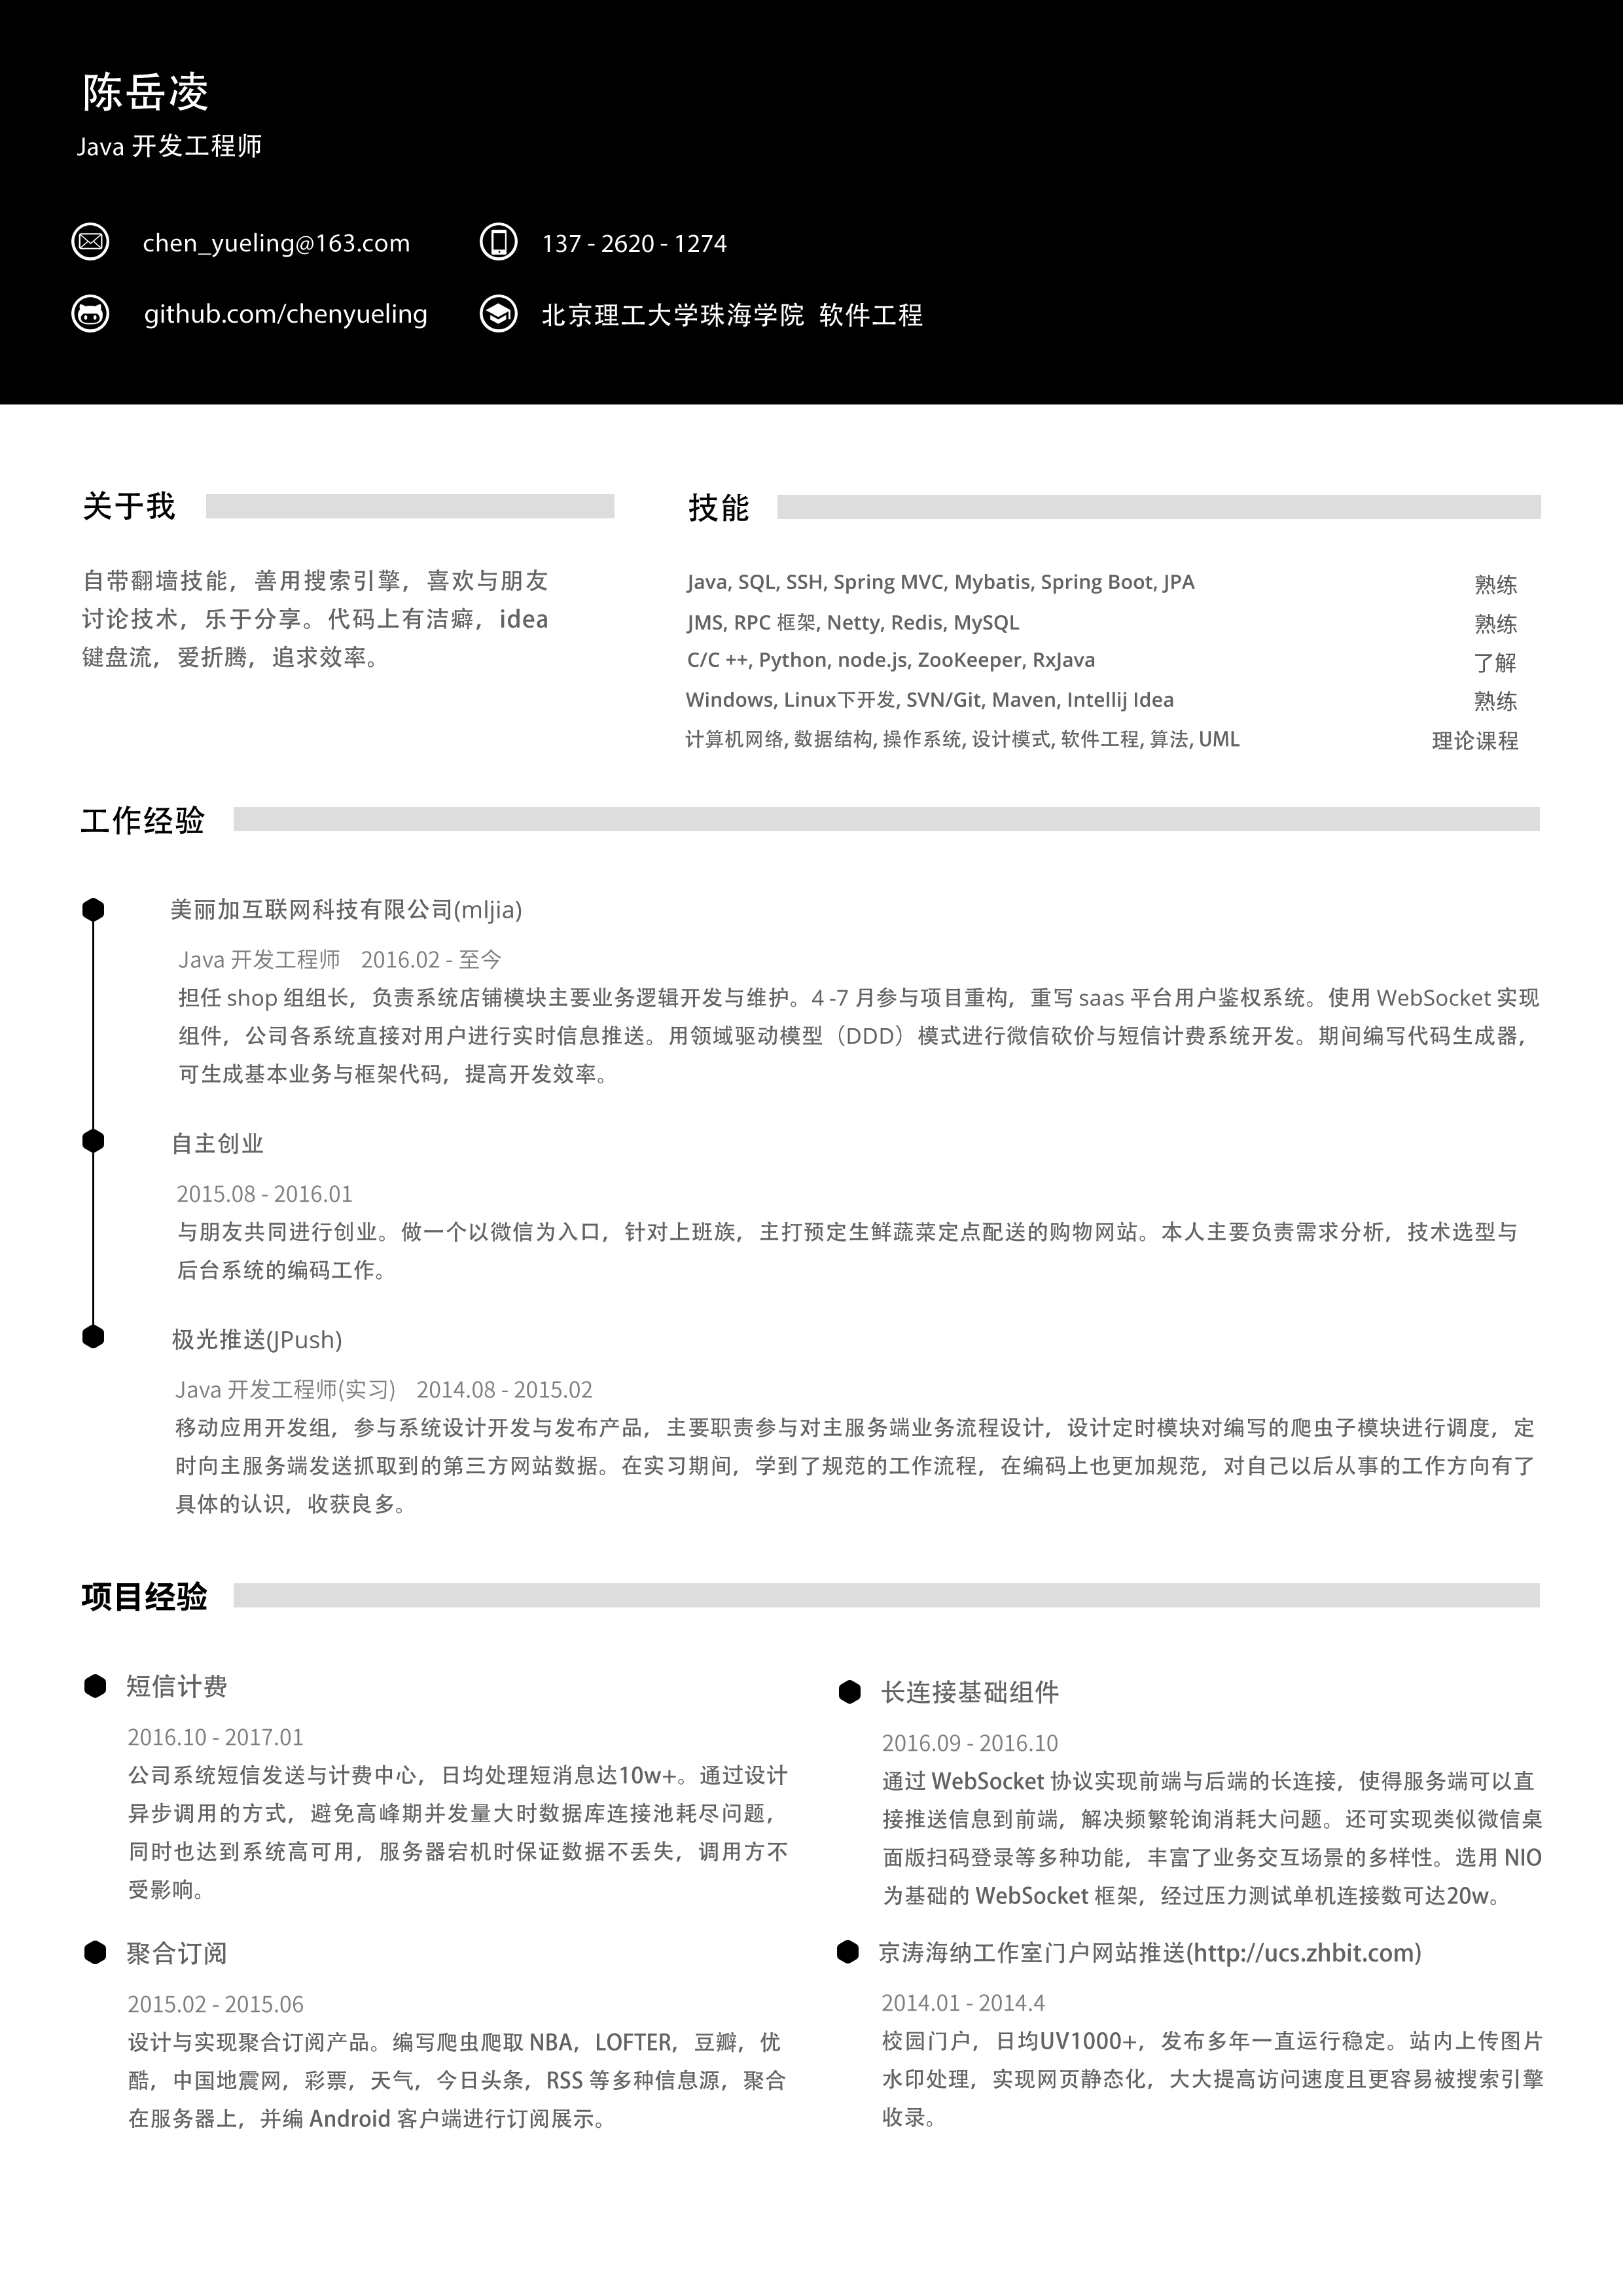 陈岳凌
Java 开发工程师
chen_yueling@163.com
137 - 2620 - 1274
github.com/chenyueling
北京理工大学珠海学院 软件工程
关于我
自带翻墙技能，善用搜索引擎，喜欢与朋友
讨论技术，乐于分享。代码上有洁癖，idea
键盘流，爱折腾，追求效率。
技能
Java, SQL, SSH, Spring MVC, Mybatis, Spring Boot, JPA 熟练
JMS, RPC 框架, Netty, Redis, MySQL 熟练
C/C ++, Python, node.js, ZooKeeper, RxJava 了解
Windows, Linux下开发, SVN/Git, Maven, Intellij Idea 熟练
计算机网络, 数据结构, 操作系统, 设计模式, 软件工程, 算法, UML 理论课程
工作经验
美丽加互联网科技有限公司(mljia)
Java 开发工程师 2016.02 - 至今
担任 shop 组组长，负责系统店铺模块主要业务逻辑开发与维护。4 -7 月参与项目重构，重写 saas 平台用户鉴权系统。使用 WebSocket 实现
组件，公司各系统直接对用户进行实时信息推送。用领域驱动模型（DDD）模式进行微信砍价与短信计费系统开发。期间编写代码生成器，
可生成基本业务与框架代码，提高开发效率。
自主创业
2015.08 - 2016.01
与朋友共同进行创业。做一个以微信为入口，针对上班族，主打预定生鲜蔬菜定点配送的购物网站。本人主要负责需求分析，技术选型与
后台系统的编码工作。
极光推送(JPush)
Java 开发工程师(实习) 2014.08 - 2015.02
移动应用开发组，参与系统设计开发与发布产品，主要职责参与对主服务端业务流程设计，设计定时模块对编写的爬虫子模块进行调度，定
时向主服务端发送抓取到的第三方网站数据。在实习期间，学到了规范的工作流程，在编码上也更加规范，对自己以后从事的工作方向有了
具体的认识，收获良多。
项目经验
短信计费
2016.10 - 2017.01
公司系统短信发送与计费中心，日均处理短消息达10w+。通过设计
异步调用的方式，避免高峰期并发量大时数据库连接池耗尽问题，
同时也达到系统高可用，服务器宕机时保证数据不丢失，调用方不
受影响。
长连接基础组件
2016.09 - 2016.10
通过 WebSocket 协议实现前端与后端的长连接，使得服务端可以直
接推送信息到前端，解决频繁轮询消耗大问题。还可实现类似微信桌
面版扫码登录等多种功能，丰富了业务交互场景的多样性。选用 NIO
为基础的 WebSocket 框架，经过压力测试单机连接数可达20w。
聚合订阅
2015.02 - 2015.06
设计与实现聚合订阅产品。编写爬虫爬取 NBA，LOFTER，豆瓣，优
酷，中国地震网，彩票，天气，今日头条，RSS 等多种信息源，聚合
在服务器上，并编 Android 客户端进行订阅展示。
京涛海纳工作室门户网站推送(http://ucs.zhbit.com)
2014.01 - 2014.4
校园门户，日均UV1000+，发布多年一直运行稳定。站内上传图片
水印处理，实现网页静态化，大大提高访问速度且更容易被搜索引擎
收录。